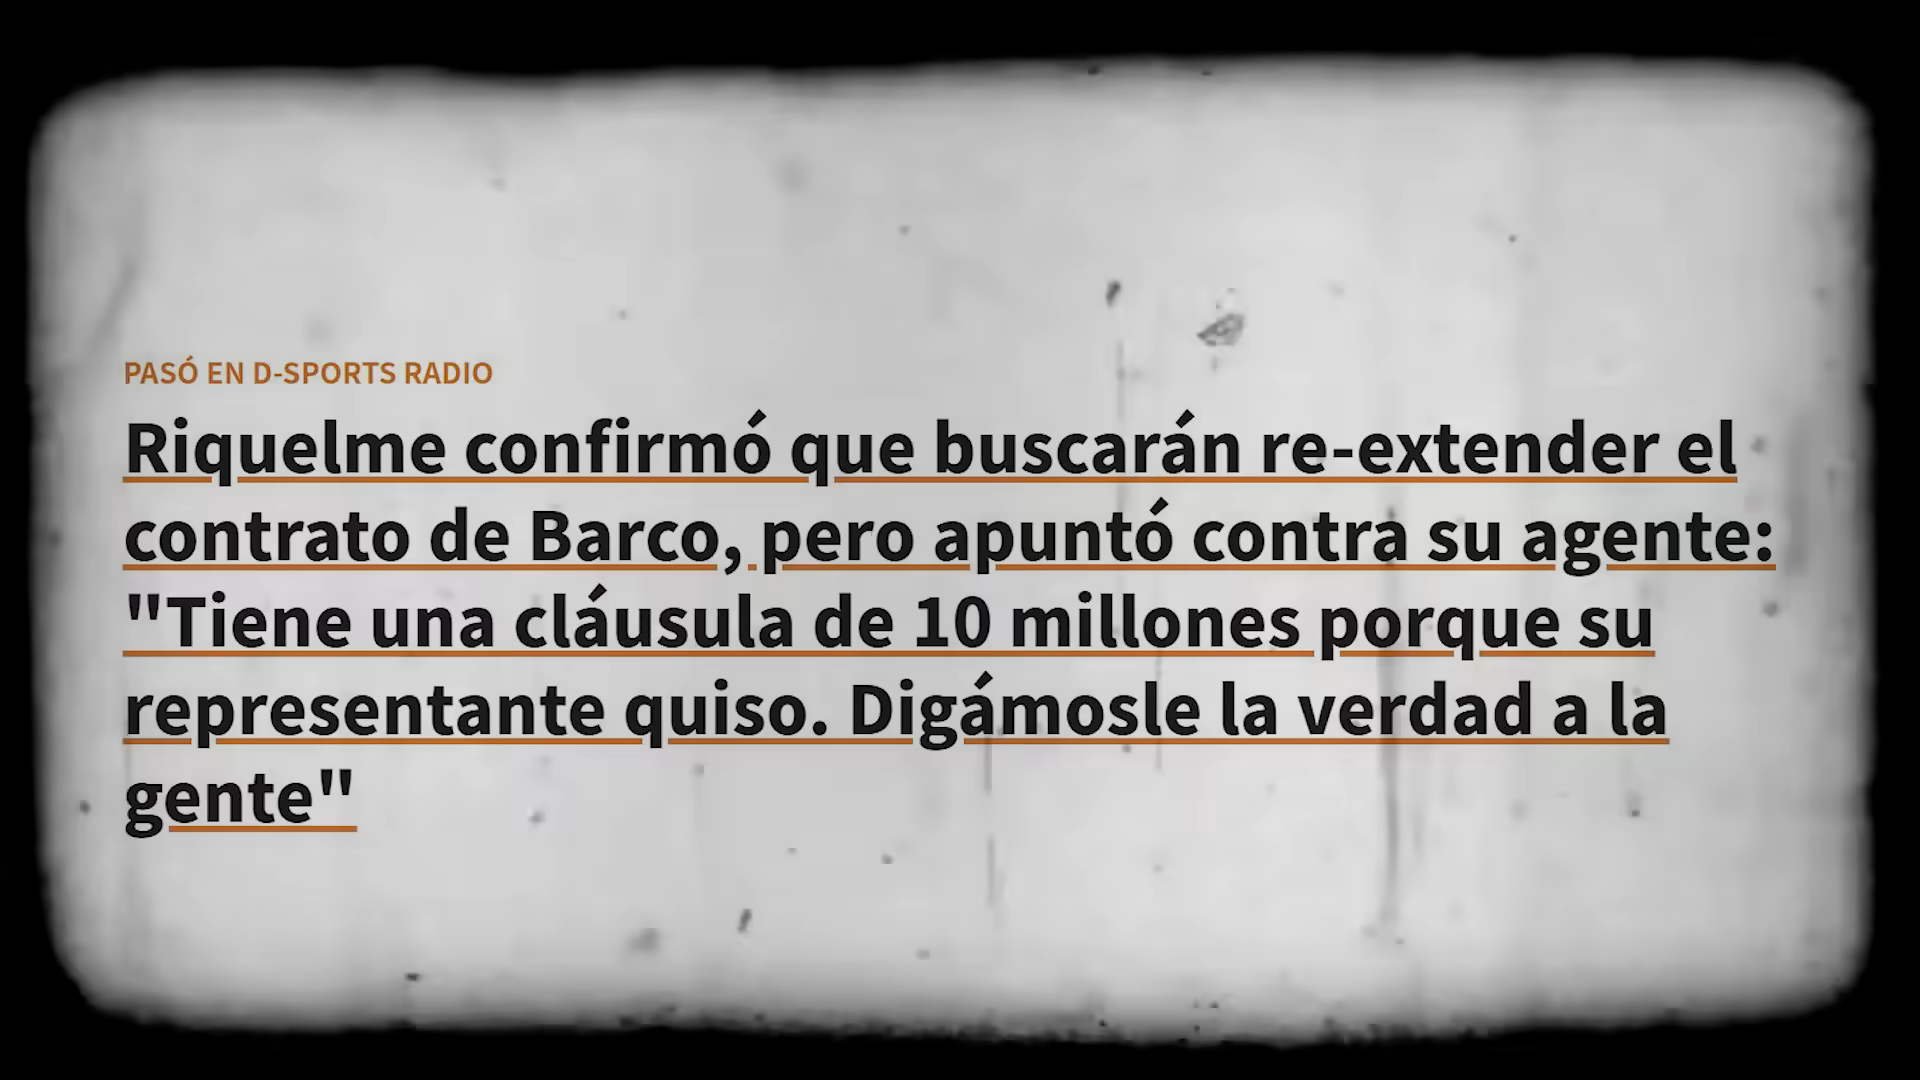 PASÓ EN D-SPORTS RADIO
Riquelme confirmó que buscarán re-extender el
contrato de Barco, pero apuntó contra su agente:
"Tiene una cláusula de 10 millones porque su
representante quiso. Digámosle la verdad a la
gente"